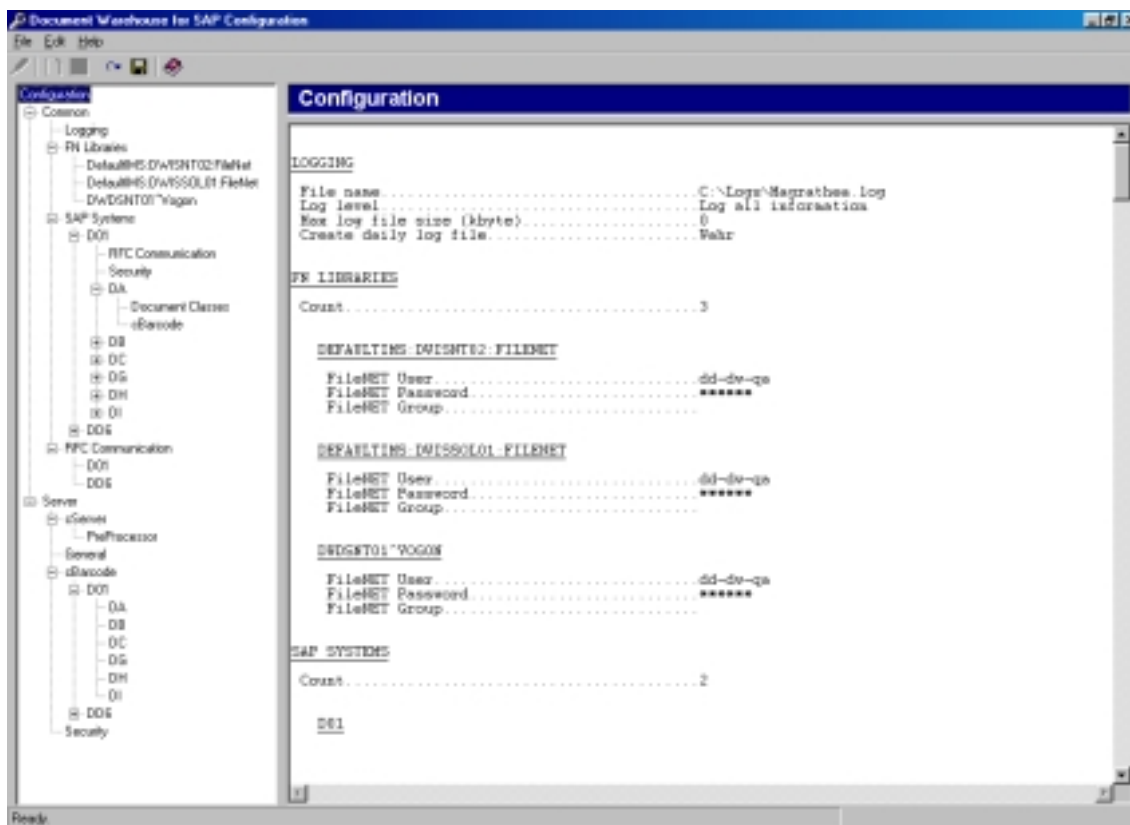 Document Warehouse for SAP Configuration
File Edit Help
Configuration
Common
Logging
FN Libraries
DefaultIMS:DWISNT02:FileNet
DefaultIMS:DWISSOL01:FileNet
DWDSNT01^Vogon
SAP Systems
D01
RFC Communication
Security
DA
Document Classes
cBarcode
DB
DC
DG
DH
DI
DD6
RFC Communication
D01
DD6
Server
cServer
PreProcessor
General
cBarcode
D01
DA
DB
DC
DG
DH
DI
DD6
Security
Configuration
LOGGING
File name C:\Logs\Magrathea.log
Log level Log all information
Max log file size (kbyte) 0
Create daily log file Wahr
FN LIBRARIES
Count 3
DEFAULTIMS:DWISNT02:FILENET
FileNET User dd-dw-qa
FileNET Password ******
FileNET Group
DEFAULTIMS:DWISSOL01:FILENET
FileNET User dd-dw-qa
FileNET Password ******
FileNET Group
DWDSNT01^VOGON
FileNET User dd-dw-qa
FileNET Password ******
FileNET Group
SAP SYSTEMS
Count 2
D01
Ready.